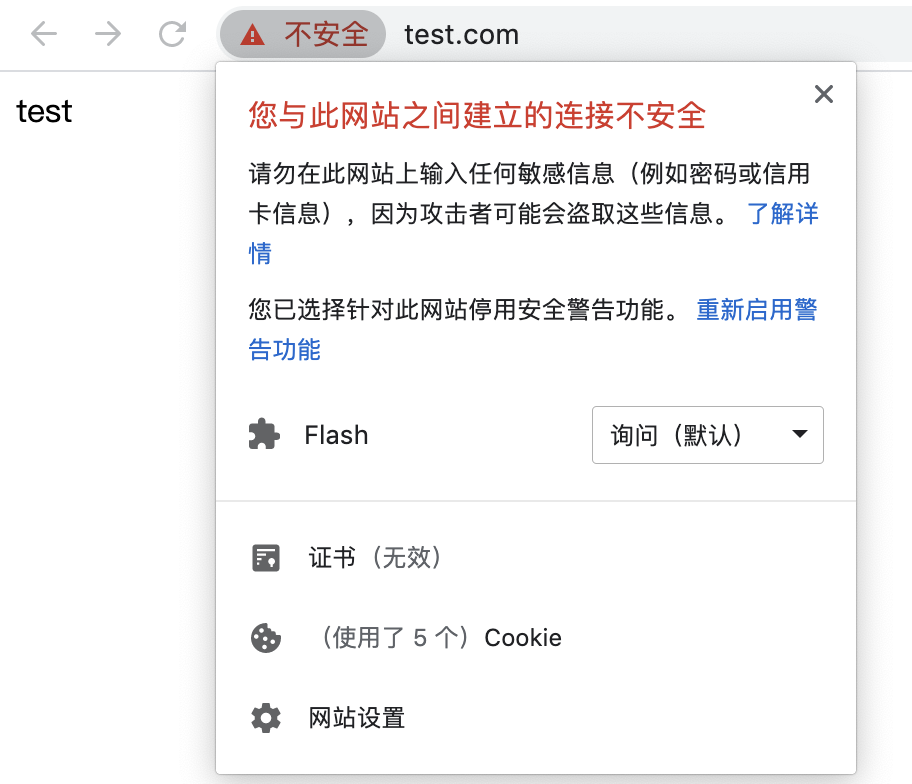 不安全 test.com
test
您与此网站之间建立的连接不安全
请勿在此网站上输入任何敏感信息（例如密码或信用
卡信息），因为攻击者可能会盗取这些信息。 了解详
情
您已选择针对此网站停用安全警告功能。 重新启用警
告功能
Flash 询问（默认）
证书（无效）
（使用了 5 个）Cookie
网站设置